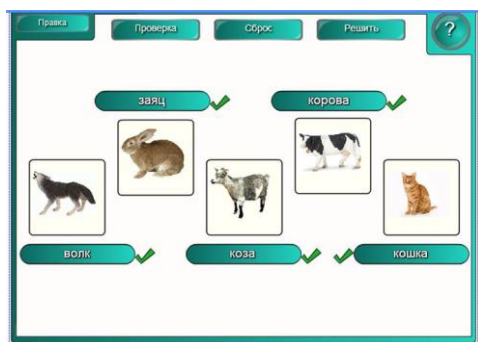 Правка
Проверка
Сброс
Решить
?
заяц
корова
волк
коза
кошка